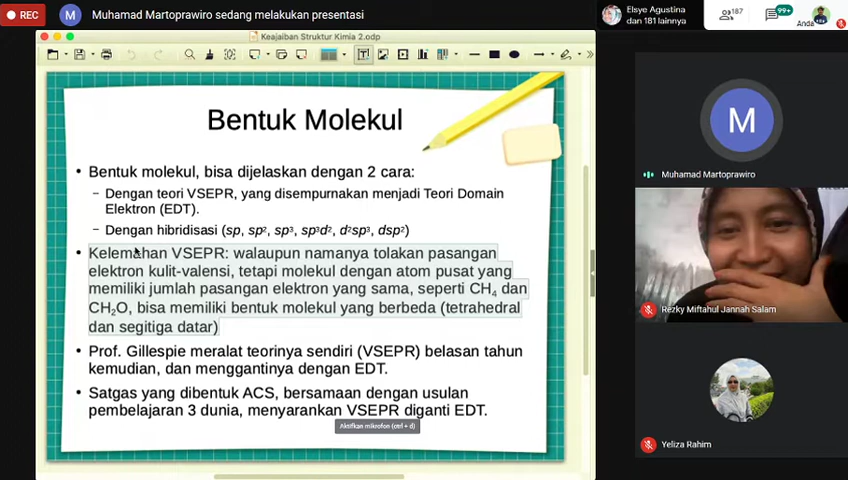 REC
Muhamad Martoprawiro sedang melakukan presentasi
Elsye Agustina
dan 181 lainnya
187
99+
Anda
Keajaiban Struktur Kimia 2.odp
Bentuk Molekul
• Bentuk molekul, bisa dijelaskan dengan 2 cara:
– Dengan teori VSEPR, yang disempurnakan menjadi Teori Domain
Elektron (EDT).
– Dengan hibridisasi (sp, sp², sp³, sp³d², d²sp³, dsp²)
• Kelemahan VSEPR: walaupun namanya tolakan pasangan
elektron kulit-valensi, tetapi molekul dengan atom pusat yang
memiliki jumlah pasangan elektron yang sama, seperti CH₄ dan
CH₂O, bisa memiliki bentuk molekul yang berbeda (tetrahedral
dan segitiga datar)
• Prof. Gillespie meralat teorinya sendiri (VSEPR) belasan tahun
kemudian, dan menggantinya dengan EDT.
• Satgas yang dibentuk ACS, bersamaan dengan usulan
pembelajaran 3 dunia, menyarankan VSEPR diganti EDT.
Aktifkan mikrofon (ctrl + d)
M
Muhamad Martoprawiro
Rezky Miftahul Jannah Salam
Yeliza Rahim